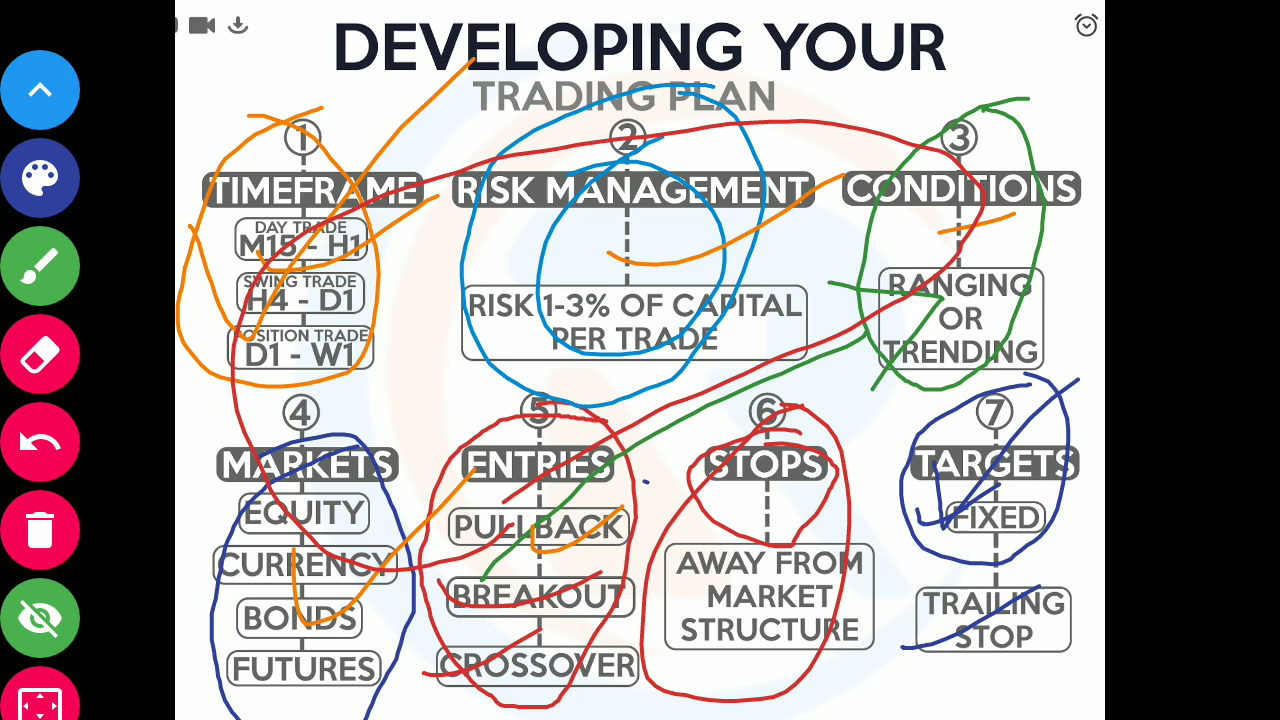 DEVELOPING YOUR
TRADING PLAN
1
TIMEFRAME
DAY TRADE
M15 - H1
SWING TRADE
H4 - D1
POSITION TRADE
D1 - W1
2
RISK MANAGEMENT
RISK 1-3% OF CAPITAL
PER TRADE
3
CONDITIONS
RANGING
OR
TRENDING
4
MARKETS
EQUITY
CURRENCY
BONDS
FUTURES
5
ENTRIES
PULLBACK
BREAKOUT
CROSSOVER
6
STOPS
AWAY FROM
MARKET
STRUCTURE
7
TARGETS
FIXED
TRAILING
STOP